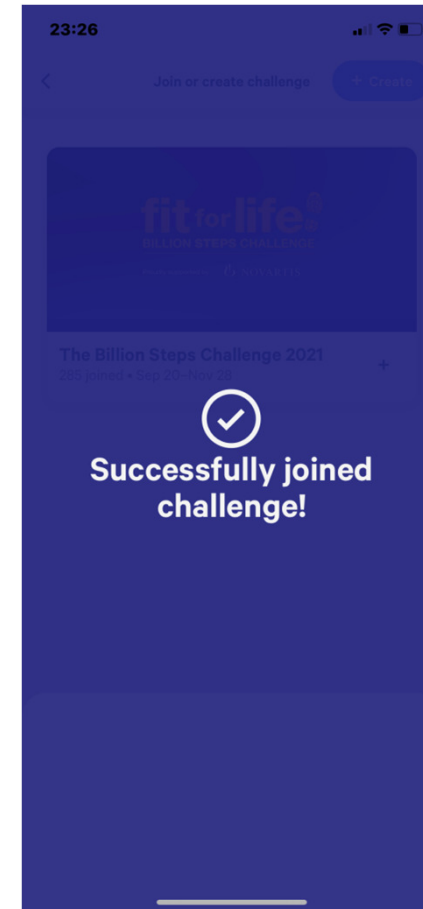 23:26
Join or create challenge
+ Create
fit for life
BILLION STEPS CHALLENGE
The Billion Steps Challenge 2021
265 joined • Sep 20-Nov 28
+
Successfully joined
challenge!